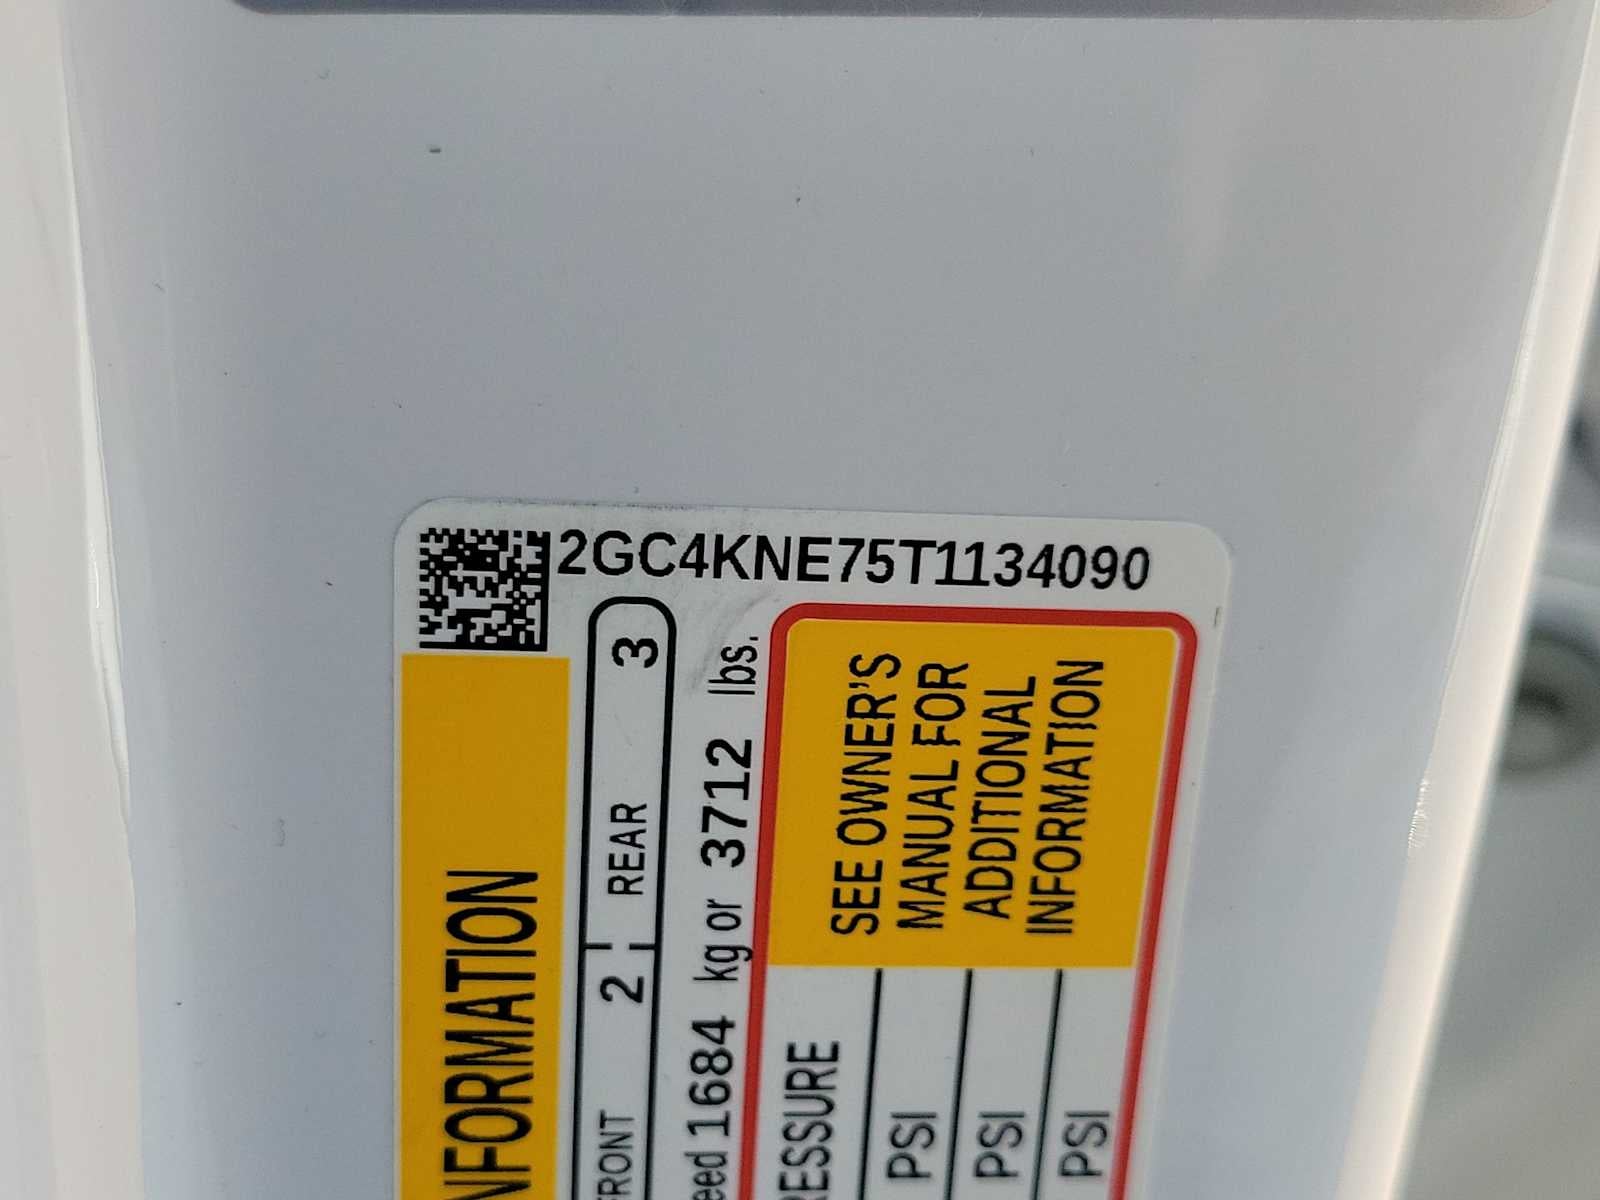 2GC4KNE75T1134090
NFORMATION
FRONT 2 REAR 3
eed 1684 kg or 3712 lbs.
RESSURE
SEE OWNER'S
MANUAL FOR
ADDITIONAL
INFORMATION
PSI
PSI
PSI